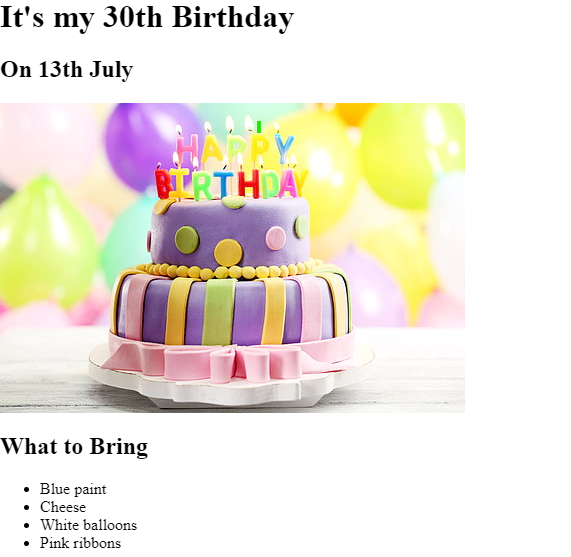 It's my 30th Birthday
On 13th July
HAPPY
BIRTHDAY
What to Bring
Blue paint
Cheese
White balloons
Pink ribbons